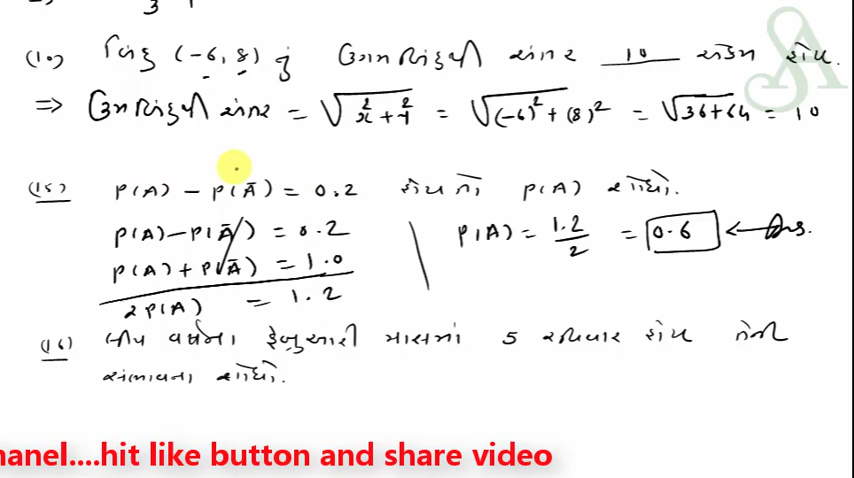 (10) બિંદુ (-6, 8) નું ઊગમબિંદુથી અંતર 10 એકમ હોય.
⇒ ઊગમબિંદુથી અંતર = √x²+y² = √(-6)²+(8)² = √36+64 = 10
(15) P(A) - P(Ā) = 0.2 હોય તો P(A) શોધો.
P(A) - P(Ā) = 0.2
P(A) + P(Ā) = 1.0
2P(A) = 1.2
P(A) = 1.2/2 = 0.6 ← Ans.
(16) લીપ વર્ષના ફેબ્રુઆરી માસમાં 5 રવિવાર હોય તેની
સંભાવના શોધો.
hanel....hit like button and share video